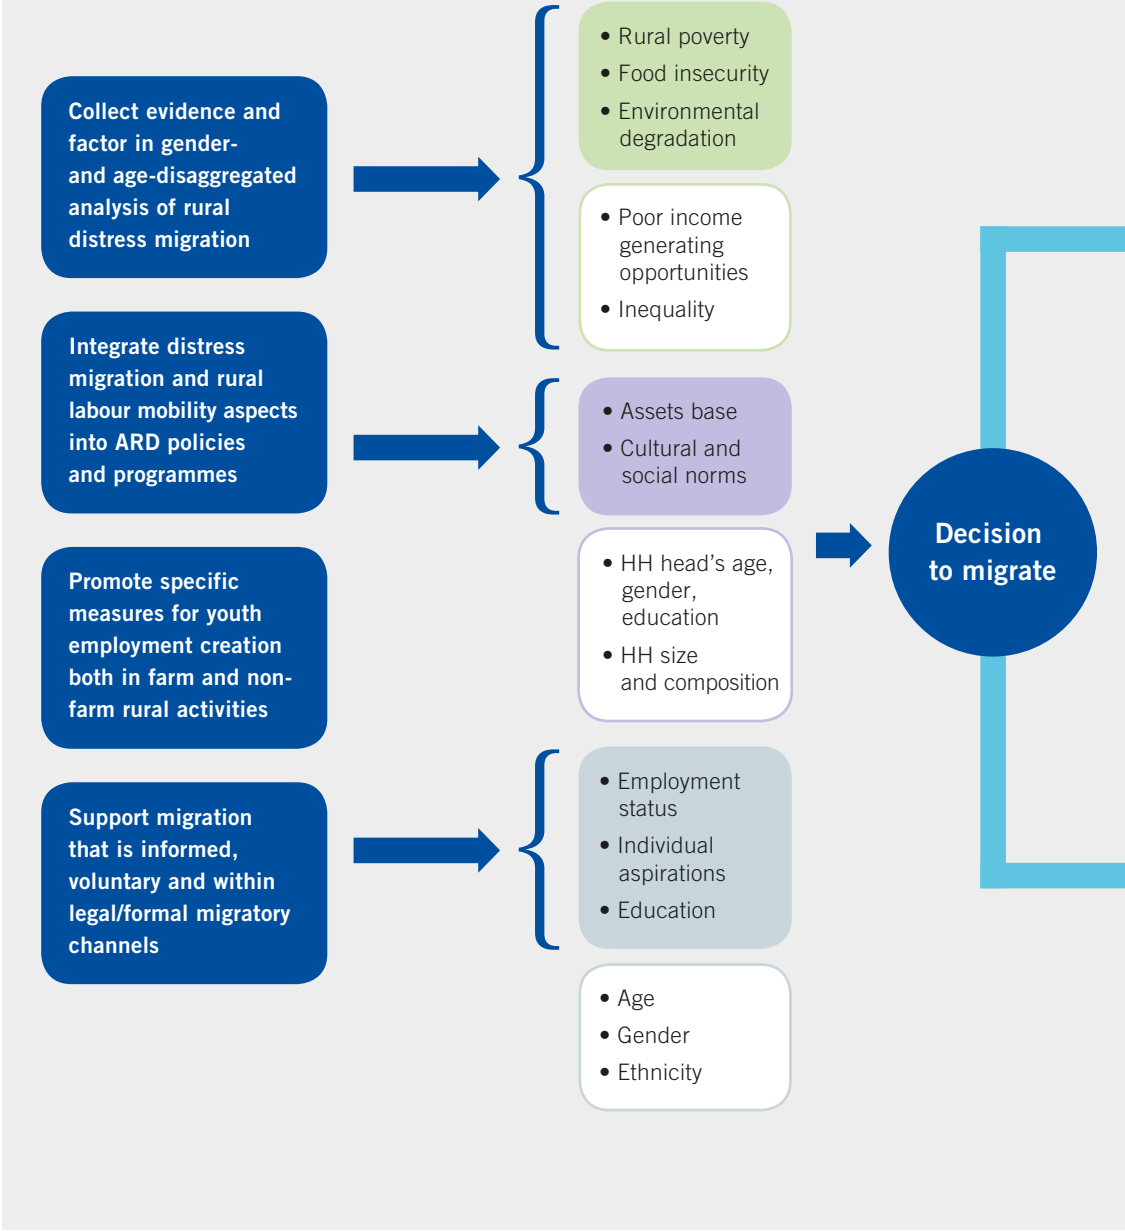 Collect evidence and
factor in gender-
and age-disaggregated
analysis of rural
distress migration
Integrate distress
migration and rural
labour mobility aspects
into ARD policies
and programmes
Promote specific
measures for youth
employment creation
both in farm and non-
farm rural activities
Support migration
that is informed,
voluntary and within
legal/formal migratory
channels
• Rural poverty
• Food insecurity
• Environmental
degradation
• Poor income
generating
opportunities
• Inequality
• Assets base
• Cultural and
social norms
• HH head's age,
gender,
education
• HH size
and composition
• Employment
status
• Individual
aspirations
• Education
• Age
• Gender
• Ethnicity
Decision
to migrate